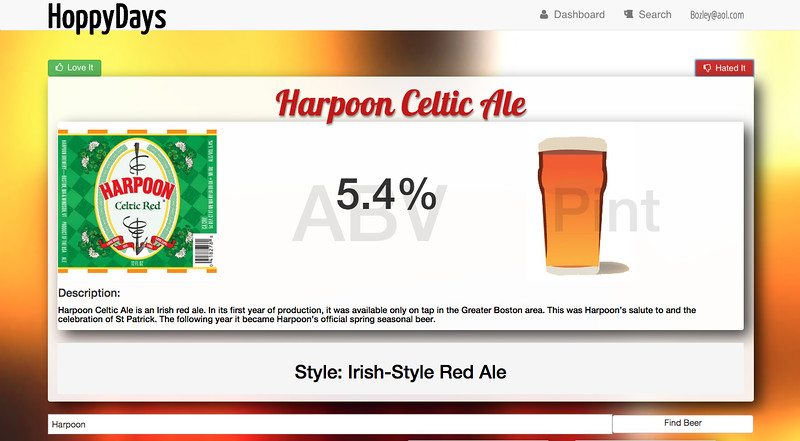 HoppyDays
Dashboard
Search
Bozley@aol.com
Love It
Hated It
Harpoon Celtic Ale
HARPOON
Celtic Red
12 FL OZ
5.4%
ABV
Pint
Description:
Harpoon Celtic Ale is an Irish red ale. In its first year of production, it was available only on tap in the Greater Boston area. This was Harpoon's salute to and the
celebration of St Patrick. The following year it became Harpoon's official spring seasonal beer.
Style: Irish-Style Red Ale
Harpoon
Find Beer